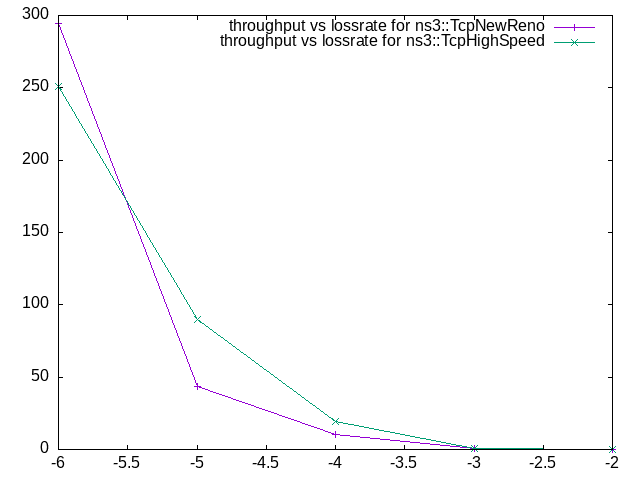 throughput vs lossrate for ns3::TcpNewReno
throughput vs lossrate for ns3::TcpHighSpeed
300
250
200
150
100
50
0
-6 -5.5 -5 -4.5 -4 -3.5 -3 -2.5 -2